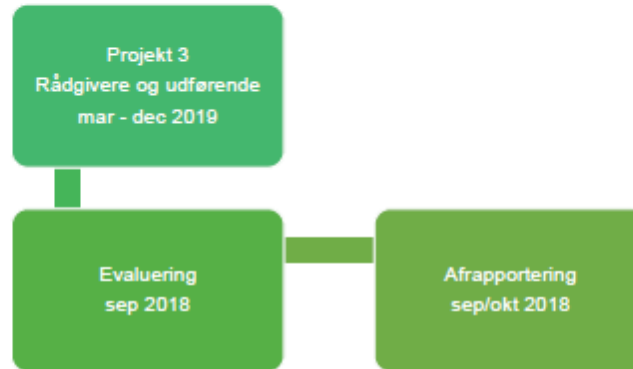 Projekt 3
Rådgivere og udførende
mar - dec 2019
Evaluering
sep 2018
Afrapportering
sep/okt 2018